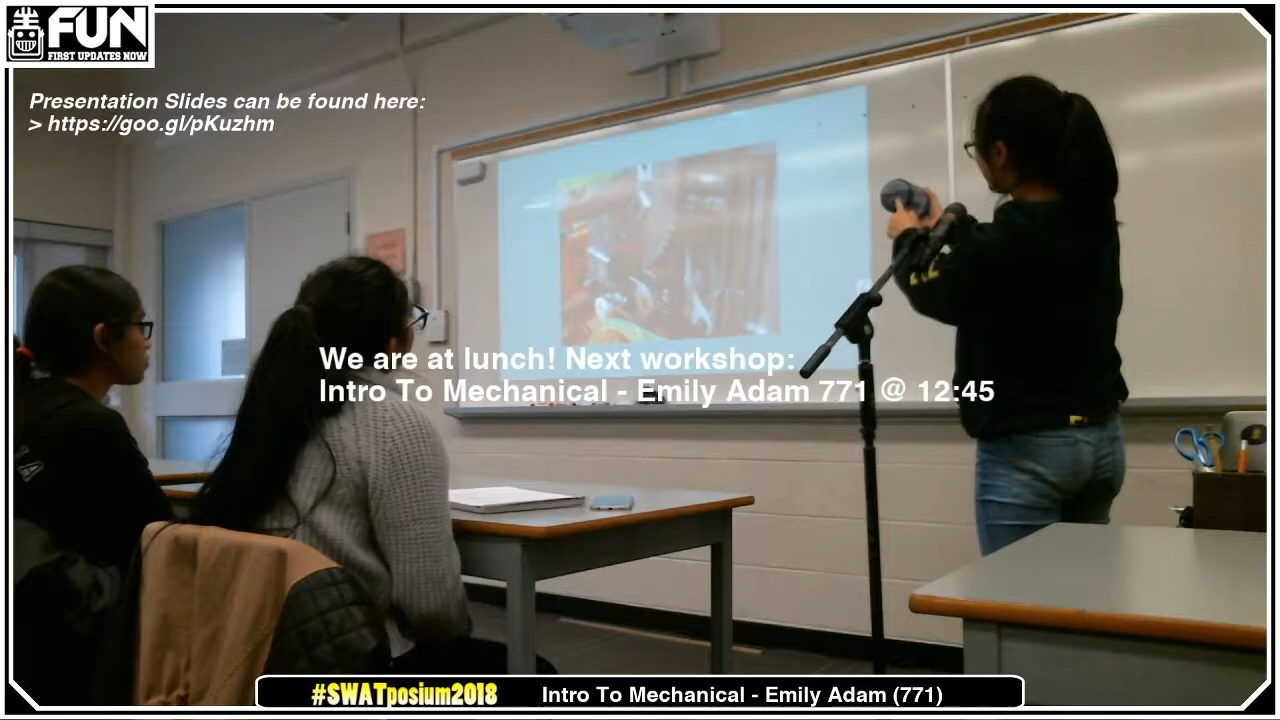 FUN
FIRST UPDATES NOW
Presentation Slides can be found here:
> https://goo.gl/pKuzhm
We are at lunch! Next workshop:
Intro To Mechanical - Emily Adam 771 @ 12:45
#SWATposium2018
Intro To Mechanical - Emily Adam (771)